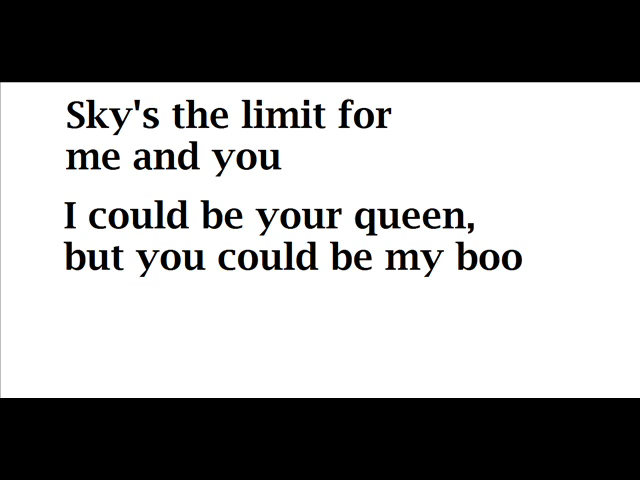 Sky's the limit for
me and you
I could be your queen,
but you could be my boo